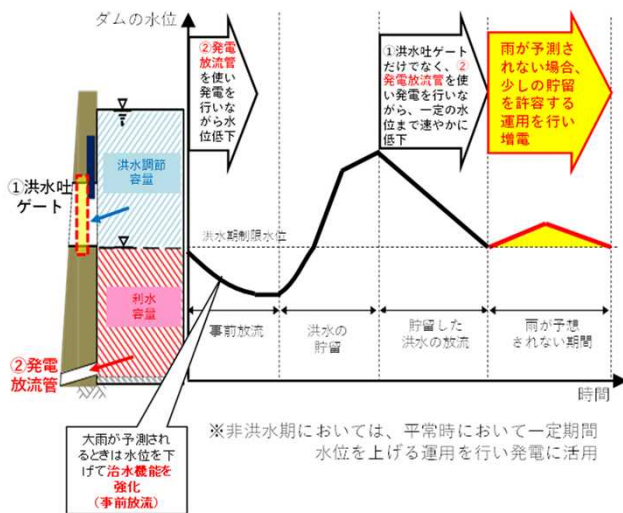 ダムの水位
②発電
放流管
を使い
発電を
行いな
がら水
位低下
①洪水吐ゲート
だけでなく、②
発電放流管を使
い発電を行いな
がら、一定の水
位まで速やかに
低下
雨が予測さ
れない場合、
少しの貯留
を許容する
運用を行い
増電
洪水調節
容量
①洪水吐
ゲート
洪水期制限水位
利水
容量
②発電
放流管
事前放流
洪水の
貯留
貯留した
洪水の放流
雨が予想
されない期間
時間
大雨が予測され
るときは水位を下
げて治水機能を
強化
(事前放流)
※非洪水期においては、平常時において一定期間
水位を上げる運用を行い発電に活用